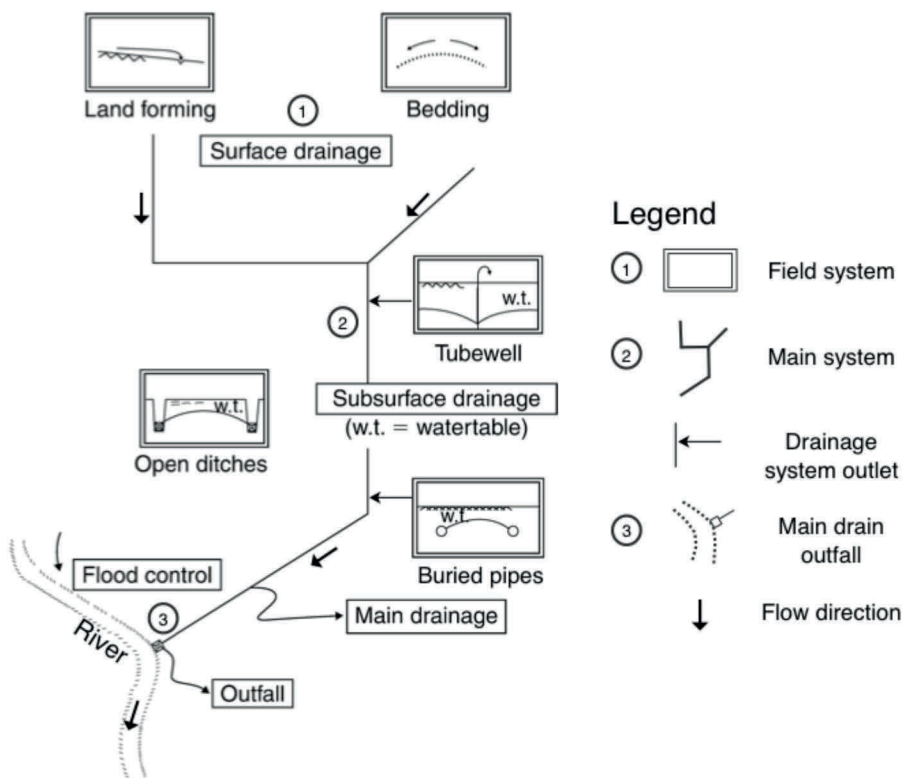 Land forming
Bedding
1
Surface drainage
w.t.
2
Tubewell
Subsurface drainage
(w.t. = watertable)
w.t.
Open ditches
w.t.
Buried pipes
Flood control
3
Main drainage
River
Outfall
Legend
1
Field system
2
Main system
Drainage
system outlet
3
Main drain
outfall
Flow direction